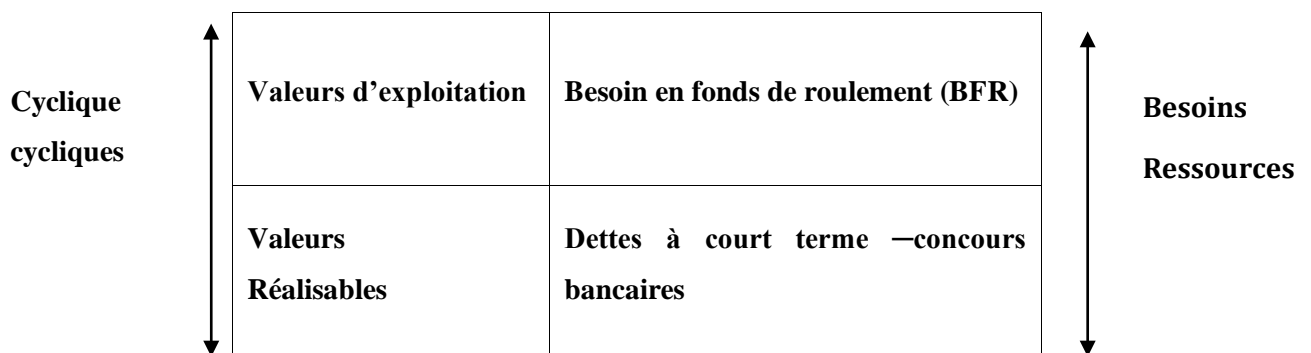 Cyclique
cycliques
Valeurs d’exploitation
Besoin en fonds de roulement (BFR)
Besoins
Ressources
Valeurs
Réalisables
Dettes à court terme —concours
bancaires